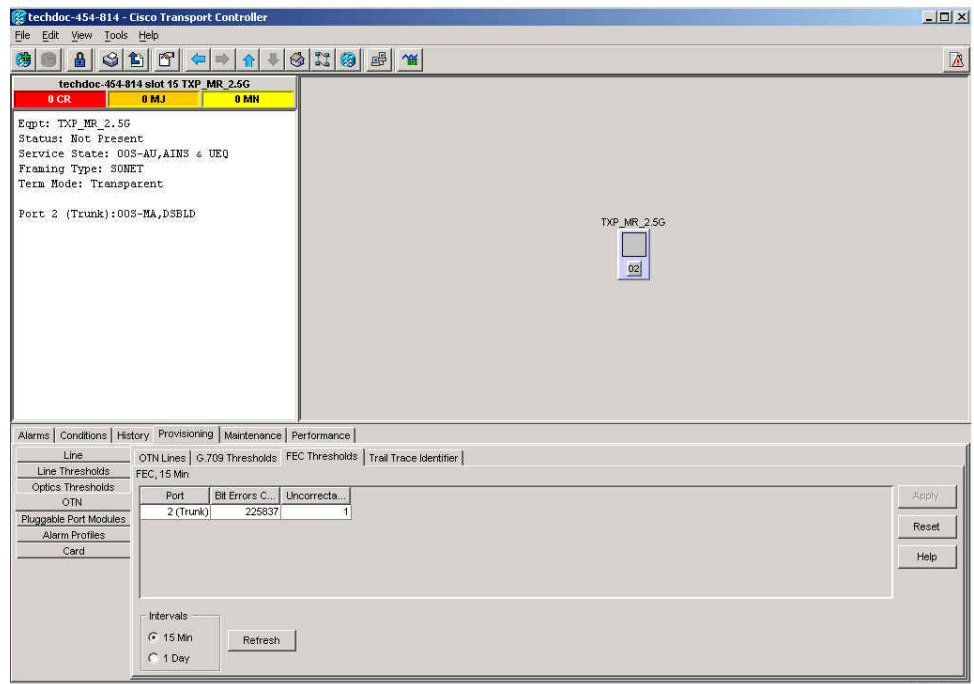 techdoc-454-814 - Cisco Transport Controller
File Edit View Tools Help
techdoc-454-814 slot 15 TXP_MR_2.5G
0 CR 0 MJ 0 MN
Eqpt: TXP_MR_2.5G
Status: Not Present
Service State: OOS-AU,AINS & UEQ
Framing Type: SONET
Term Mode: Transparent
Port 2 (Trunk):OOS-MA,DSBLD
TXP_MR_2.5G
02
Alarms Conditions History Provisioning Maintenance Performance
Line
Line Thresholds
Optics Thresholds
OTN
Pluggable Port Modules
Alarm Profiles
Card
OTN Lines G.709 Thresholds FEC Thresholds Trail Trace Identifier
FEC, 15 Min
Port Bit Errors C... Uncorrecta...
2 (Trunk) 225837 1
Apply
Reset
Help
Intervals
15 Min
1 Day
Refresh